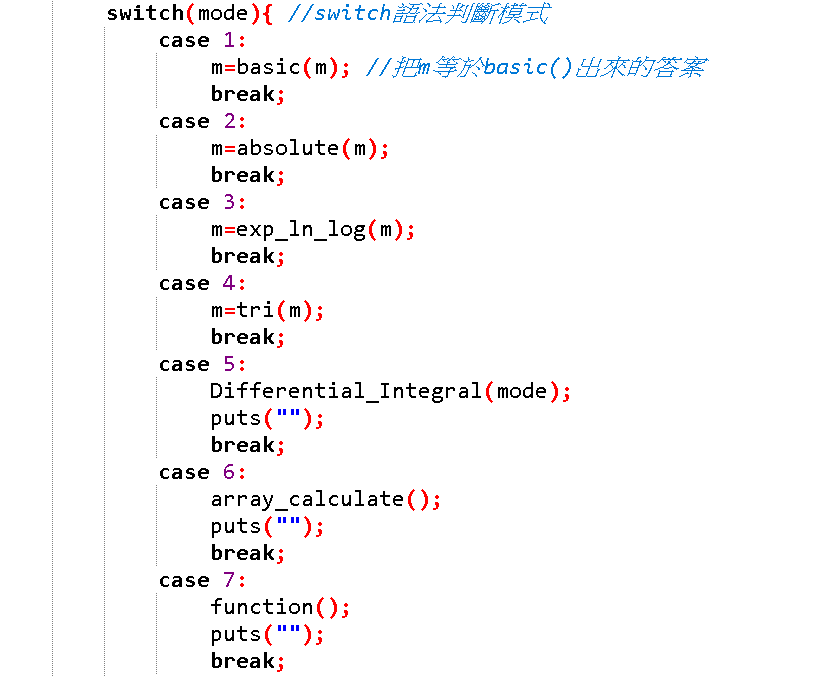 switch(mode){ //switch語法判斷模式
case 1:
m=basic(m); //把m等於basic()出來的答案
break;
case 2:
m=absolute(m);
break;
case 3:
m=exp_ln_log(m);
break;
case 4:
m=tri(m);
break;
case 5:
Differential_Integral(mode);
puts("");
break;
case 6:
array_calculate();
puts("");
break;
case 7:
function();
puts("");
break;